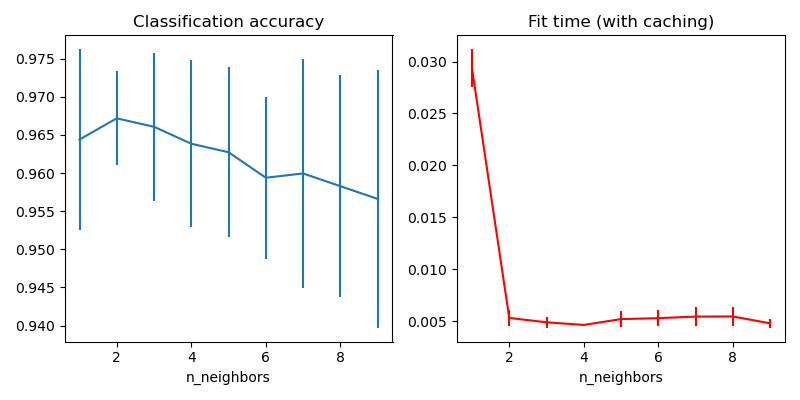 Classification accuracy
0.975
0.970
0.965
0.960
0.955
0.950
0.945
0.940
2 4 6 8
n_neighbors
Fit time (with caching)
0.030
0.025
0.020
0.015
0.010
0.005
2 4 6 8
n_neighbors